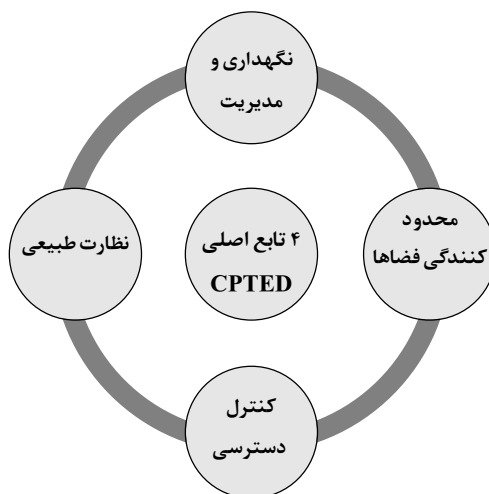 نگهداری و
مدیریت
محدود
کنندگی فضاها
۴ تابع اصلی
CPTED
نظارت طبیعی
کنترل
دسترسی